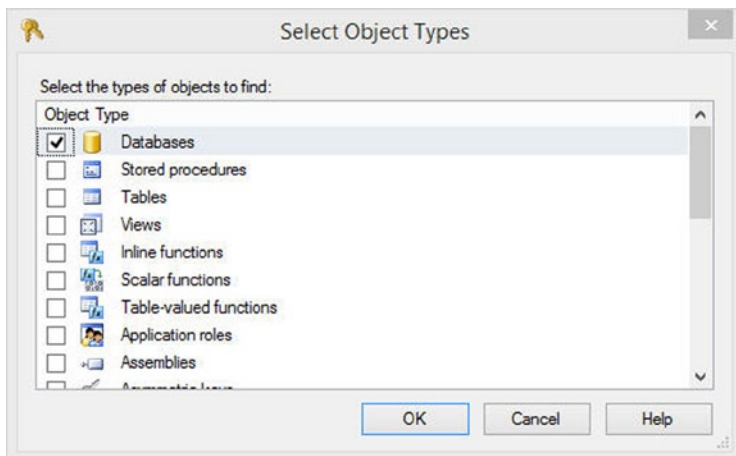 Select Object Types
Select the types of objects to find:
Object Type
Databases
Stored procedures
Tables
Views
Inline functions
Scalar functions
Table-valued functions
Application roles
Assemblies
OK Cancel Help